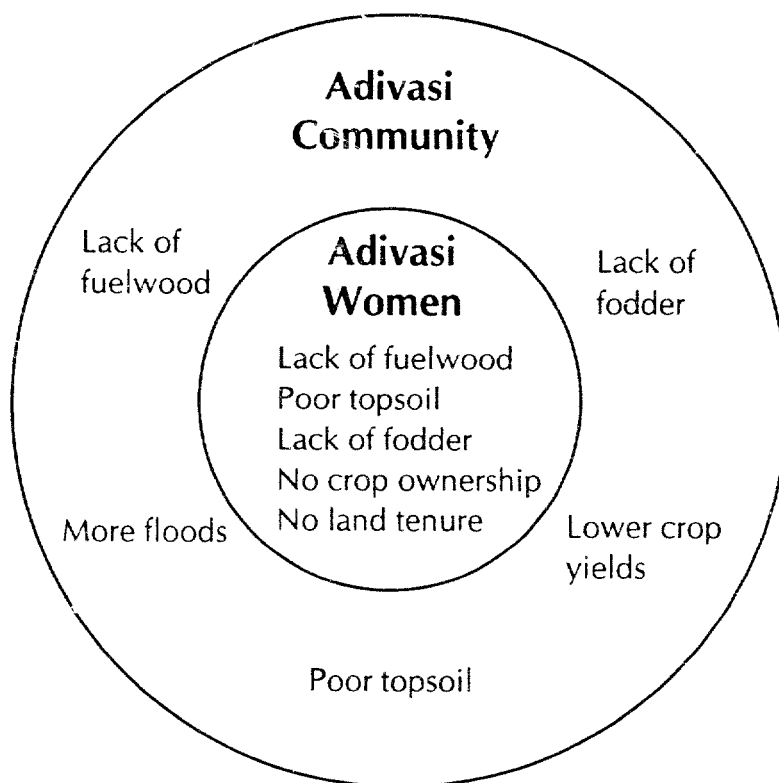 Adivasi
Community
Lack of
fuelwood
Lack of
fodder
Adivasi
Women
Lack of fuelwood
Poor topsoil
Lack of fodder
No crop ownership
No land tenure
More floods
Lower crop
yields
Poor topsoil